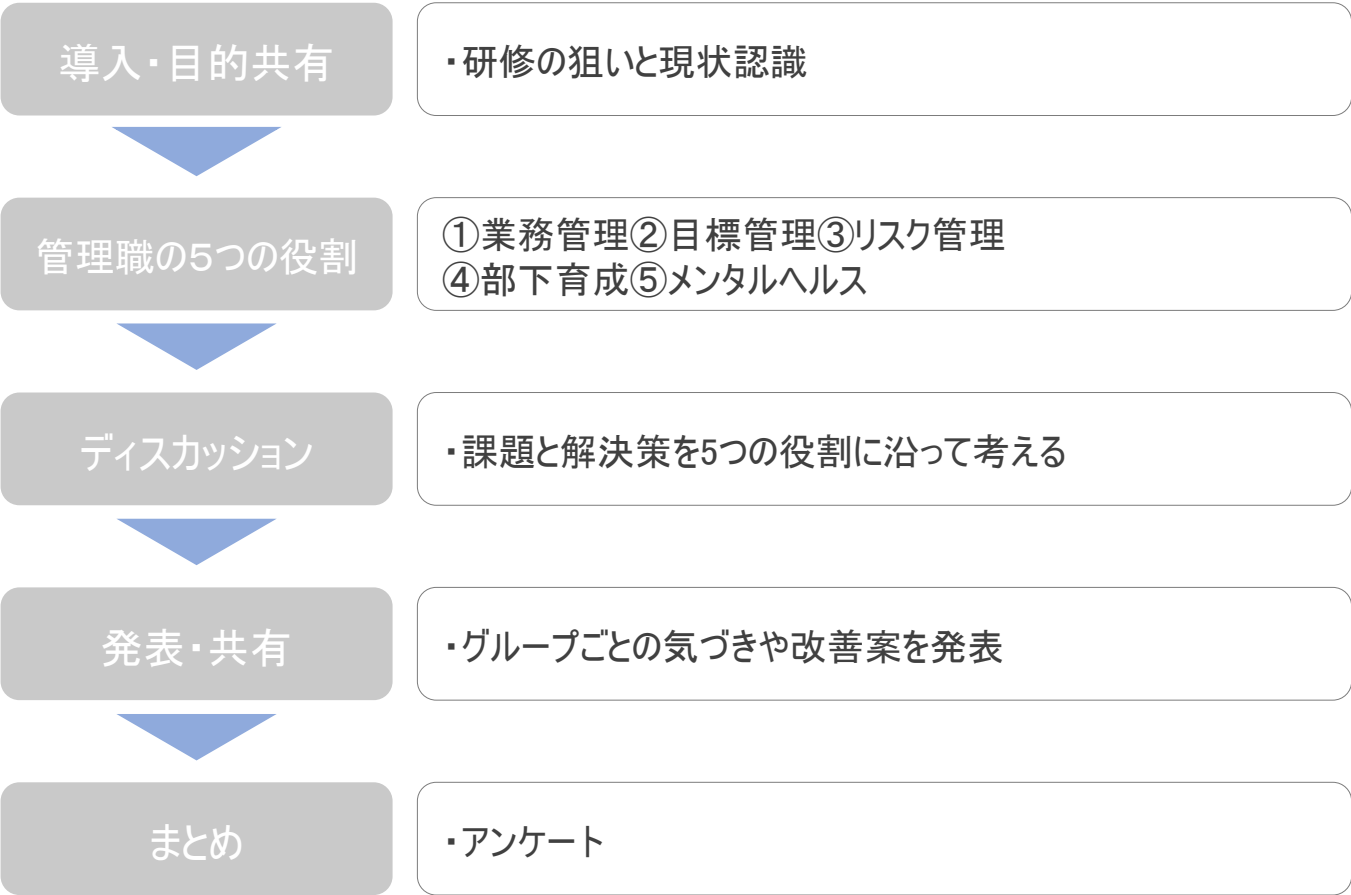 導入・目的共有
・研修の狙いと現状認識
管理職の５つの役割
①業務管理②目標管理③リスク管理
④部下育成⑤メンタルヘルス
ディスカッション
・課題と解決策を5つの役割に沿って考える
発表・共有
・グループごとの気づきや改善案を発表
まとめ
・アンケート